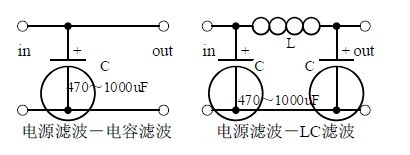 in
+
out
C
470～1000uF
电源滤波－电容滤波
in
+
L
+
out
C
C
470～1000uF
电源滤波－LC滤波